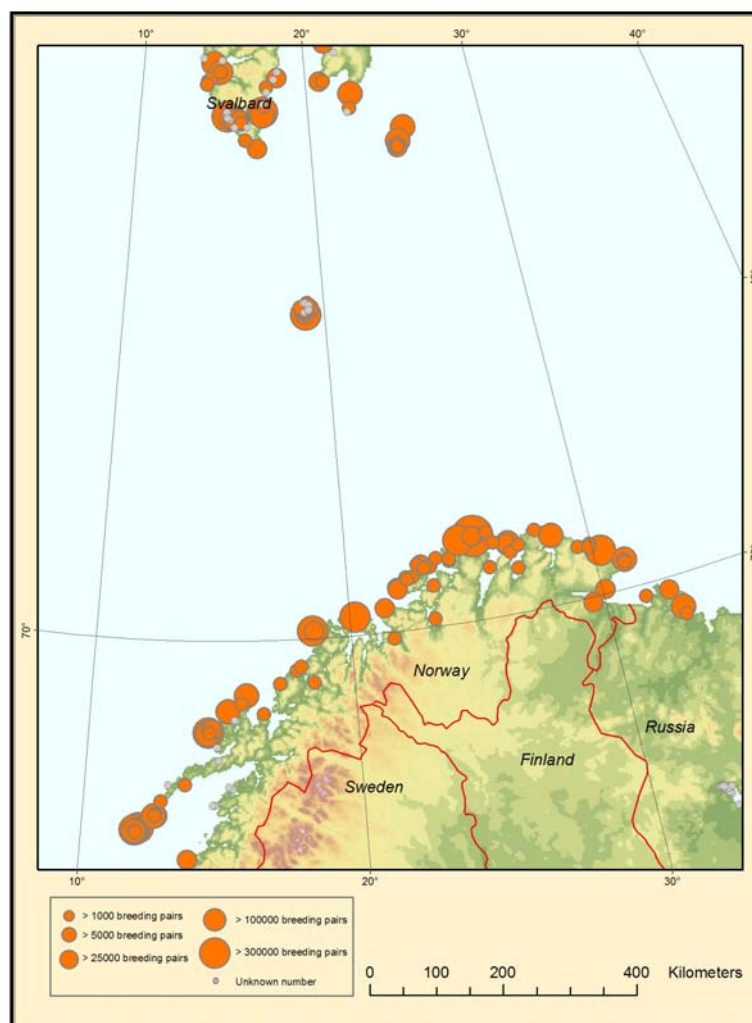 10° 20° 30° 40°
Svalbard
70°
Norway
Russia
Finland
Sweden
10° 20° 30°
> 1000 breeding pairs
> 5000 breeding pairs
> 25000 breeding pairs
> 100000 breeding pairs
> 300000 breeding pairs
Unknown number
0 100 200 400 Kilometers